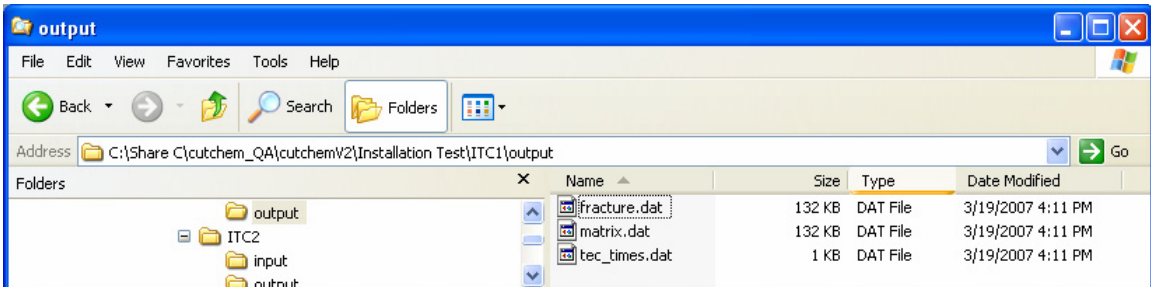 output
File Edit View Favorites Tools Help
Back Search Folders
Address C:\Share C\cutchem_QA\cutchemV2\Installation Test\ITC1\output Go
Folders x Name Size Type Date Modified
output fracture.dat 132 KB DAT File 3/19/2007 4:11 PM
ITC2 matrix.dat 132 KB DAT File 3/19/2007 4:11 PM
input tec_times.dat 1 KB DAT File 3/19/2007 4:11 PM
output